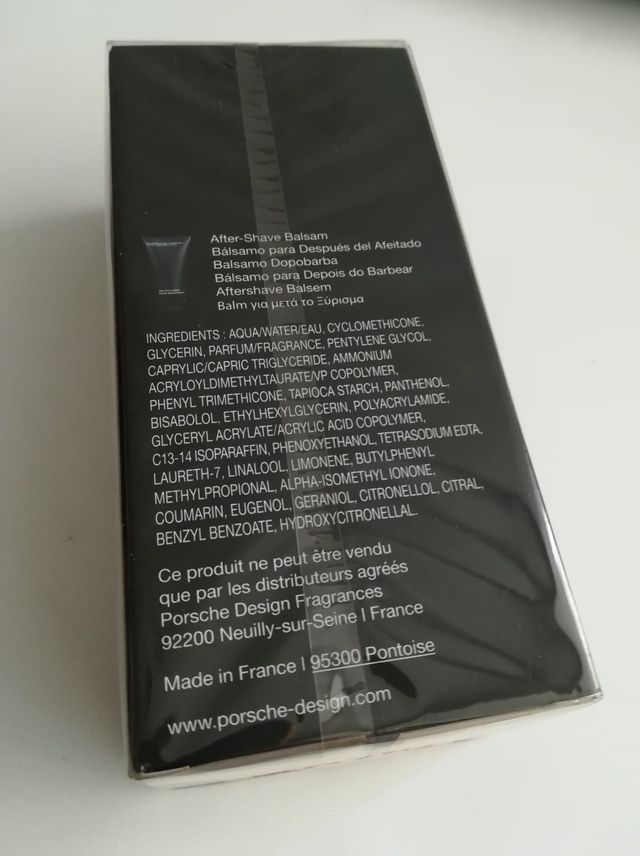 After-Shave Balsam
Bálsamo para Después del Afeitado
Balsamo Dopobarba
Bálsamo para Depois do Barbear
Aftershave Balsem
Balm για μετά το Ξύρισμα
INGREDIENTS : AQUA/WATER/EAU, CYCLOMETHICONE,
GLYCERIN, PARFUM/FRAGRANCE, PENTYLENE GLYCOL,
CAPRYLIC/CAPRIC TRIGLYCERIDE, AMMONIUM
ACRYLOYLDIMETHYLTAURATE/VP COPOLYMER,
PHENYL TRIMETHICONE, TAPIOCA STARCH, PANTHENOL,
BISABOLOL, ETHYLHEXYLGLYCERIN, POLYACRYLAMIDE,
GLYCERYL ACRYLATE/ACRYLIC ACID COPOLYMER,
C13-14 ISOPARAFFIN, PHENOXYETHANOL, TETRASODIUM EDTA,
LAURETH-7, LINALOOL, LIMONENE, BUTYLPHENYL
METHYLPROPIONAL, ALPHA-ISOMETHYL IONONE,
COUMARIN, EUGENOL, GERANIOL, CITRONELLOL, CITRAL,
BENZYL BENZOATE, HYDROXYCITRONELLAL.
Ce produit ne peut être vendu
que par les distributeurs agréés
Porsche Design Fragrances
92200 Neuilly-sur-Seine | France
Made in France | 95300 Pontoise
www.porsche-design.com